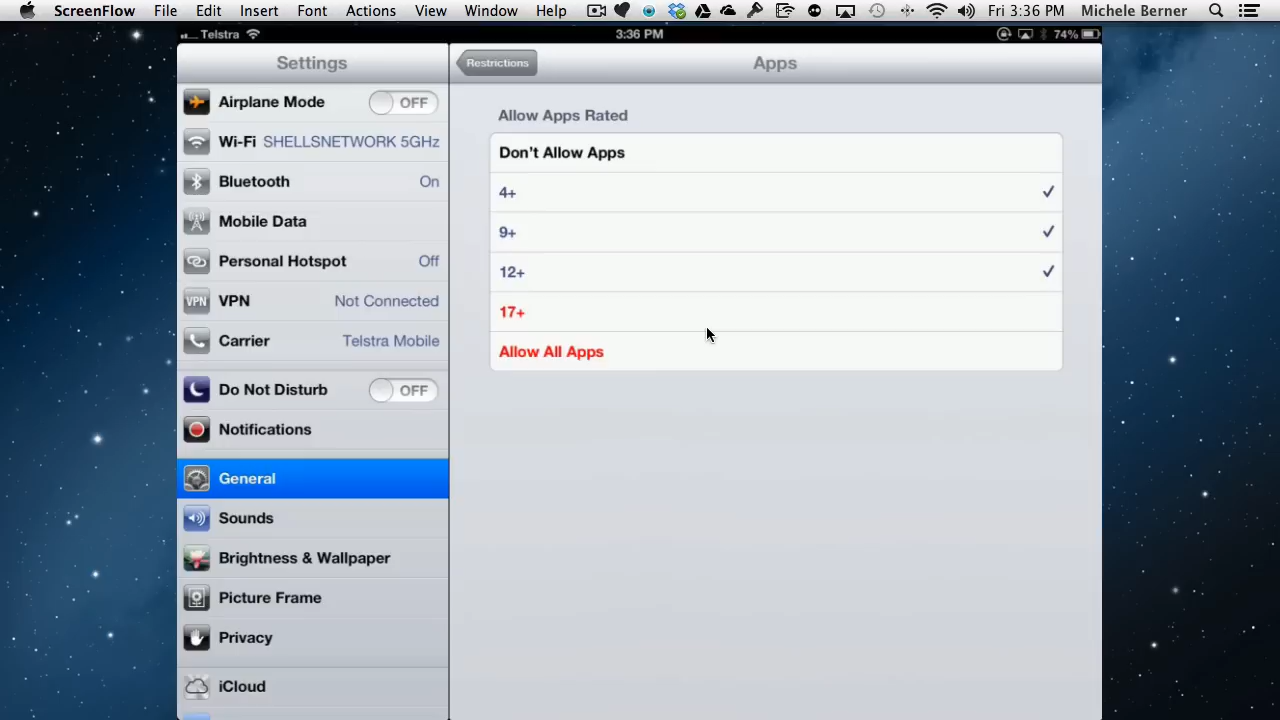 ScreenFlow File Edit Insert Font Actions View Window Help Fri 3:36 PM Michele Berner
Telstra 3:36 PM 74%
Settings
Airplane Mode OFF
Wi-Fi SHELLSNETWORK 5GHz
Bluetooth On
Mobile Data
Personal Hotspot Off
VPN VPN Not Connected
Carrier Telstra Mobile
Do Not Disturb OFF
Notifications
General
Sounds
Brightness & Wallpaper
Picture Frame
Privacy
iCloud
Restrictions Apps
Allow Apps Rated
Don't Allow Apps
4+
9+
12+
17+
Allow All Apps